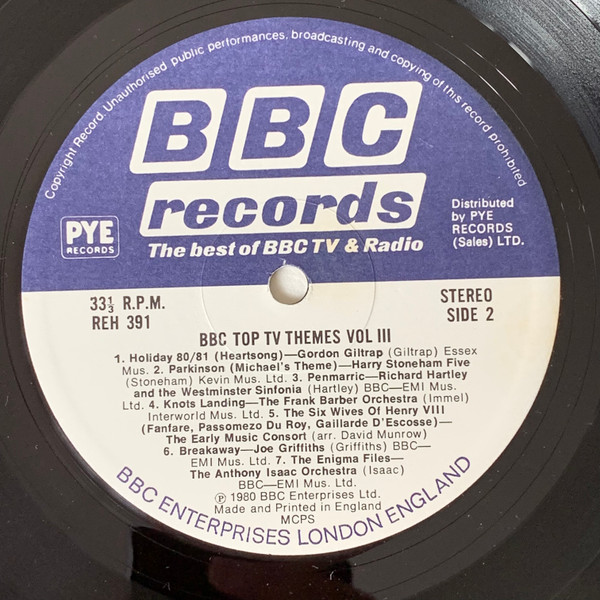 Copyright Record. Unauthorised public performances, broadcasting and copying of this record prohibited
BBC
records
The best of BBC TV & Radio
PYE
RECORDS
Distributed
by PYE
RECORDS
(Sales) LTD.
33⅓ R.P.M.
REH 391
STEREO
SIDE 2
BBC TOP TV THEMES VOL III
1. Holiday 80/81 (Heartsong)—Gordon Giltrap (Giltrap) Essex
Mus. 2. Parkinson (Michael's Theme)—Harry Stoneham Five
(Stoneham) Kevin Mus. Ltd. 3. Penmarric—Richard Hartley
and the Westminster Sinfonia (Hartley) BBC—EMI Mus.
Ltd. 4. Knots Landing—The Frank Barber Orchestra (Immel)
Interworld Mus. Ltd. 5. The Six Wives Of Henry VIII
(Fanfare, Passomezo Du Roy, Gaillarde D'Escosse)—
The Early Music Consort (arr. David Munrow)
6. Breakaway—Joe Griffiths (Griffiths) BBC—
EMI Mus. Ltd. 7. The Enigma Files—
The Anthony Isaac Orchestra (Isaac)
BBC—EMI Mus. Ltd.
Ⓟ 1980 BBC Enterprises Ltd.
Made and Printed in England
MCPS
BBC ENTERPRISES LONDON ENGLAND